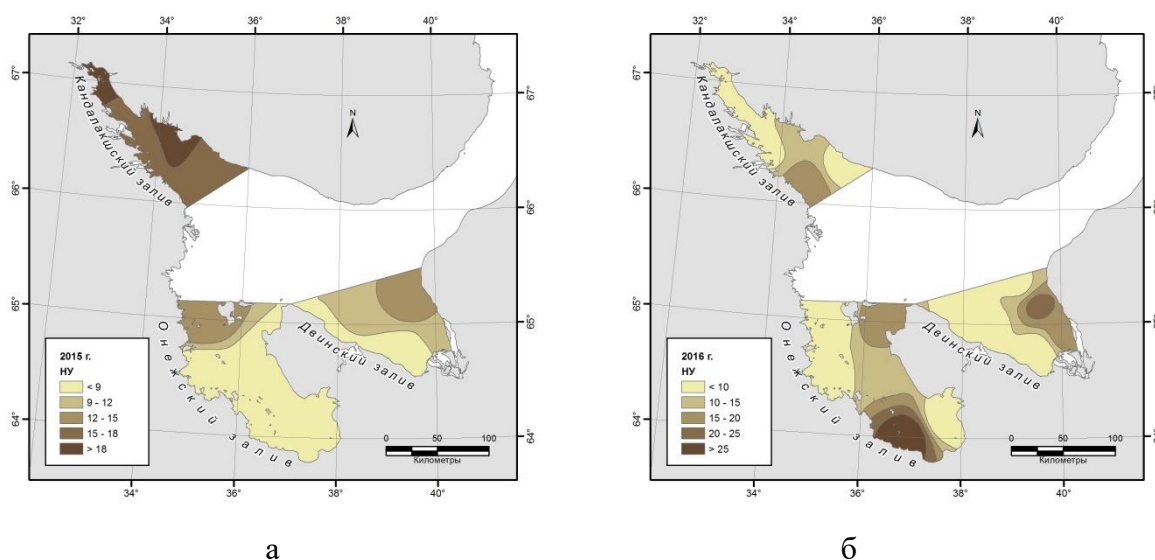 32° 34° 36° 38° 40°
67° 67°
Кандалакшский залив
N
66° 66°
65° 65°
Онежский залив
Двинский залив
64° 64°
2015 г.
НУ
< 9
9 - 12
12 - 15
15 - 18
> 18
0 50 100
Километры
34° 36° 38° 40°
а
32° 34° 36° 38° 40°
67° 67°
Кандалакшский залив
N
66° 66°
65° 65°
Онежский залив
Двинский залив
64° 64°
2016 г.
НУ
< 10
10 - 15
15 - 20
20 - 25
> 25
0 50 100
Километры
34° 36° 38° 40°
б